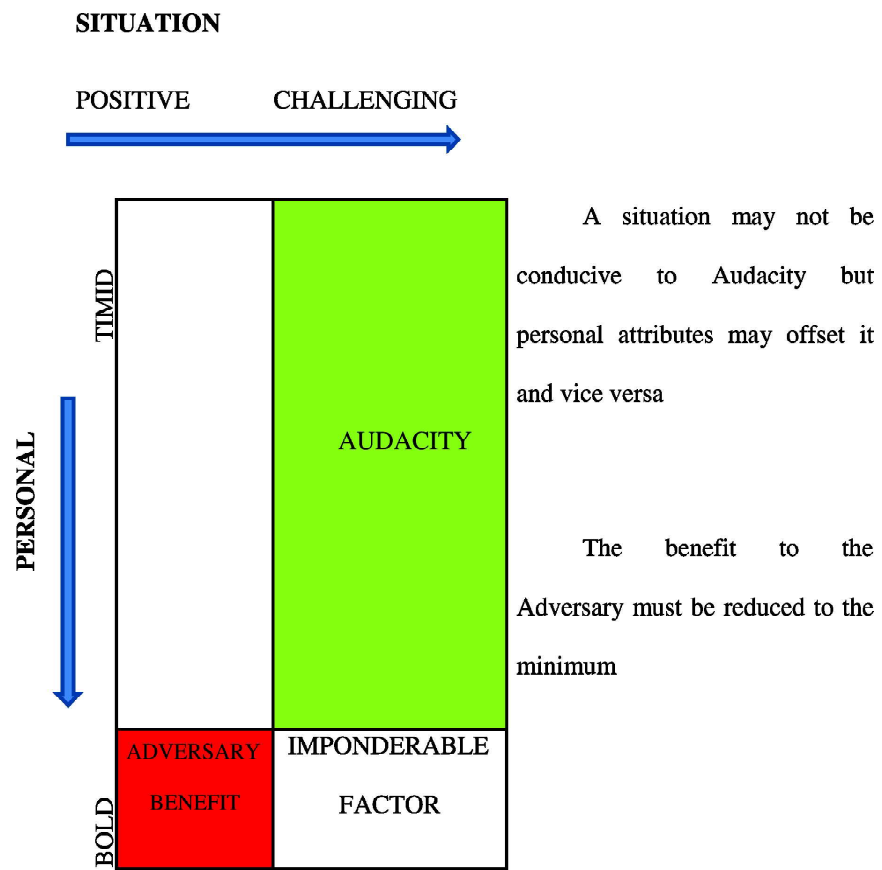 SITUATION
POSITIVE CHALLENGING
TIMID
PERSONAL
BOLD
AUDACITY
ADVERSARY
BENEFIT
IMPONDERABLE
FACTOR
A situation may not be
conducive to Audacity but
personal attributes may offset it
and vice versa
The benefit to the
Adversary must be reduced to the
minimum